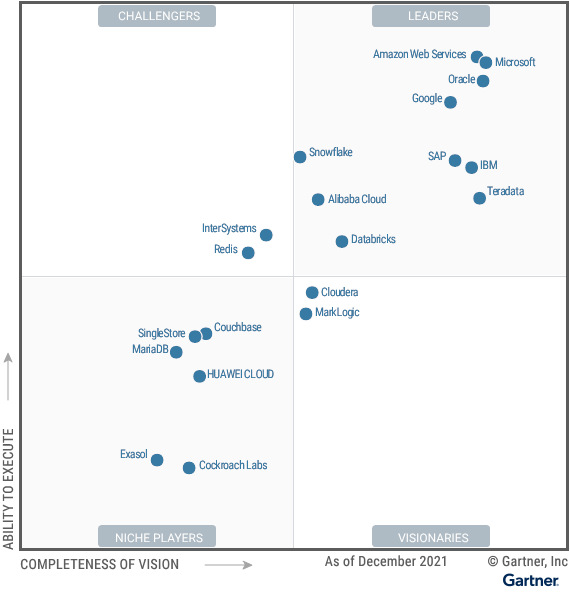 CHALLENGERS
LEADERS
Amazon Web Services
Microsoft
Oracle
Google
Snowflake
SAP
IBM
Teradata
Alibaba Cloud
InterSystems
Databricks
Redis
Cloudera
MarkLogic
Couchbase
SingleStore
MariaDB
HUAWEI CLOUD
Exasol
Cockroach Labs
ABILITY TO EXECUTE
NICHE PLAYERS
VISIONARIES
COMPLETENESS OF VISION
As of December 2021
© Gartner, Inc
Gartner